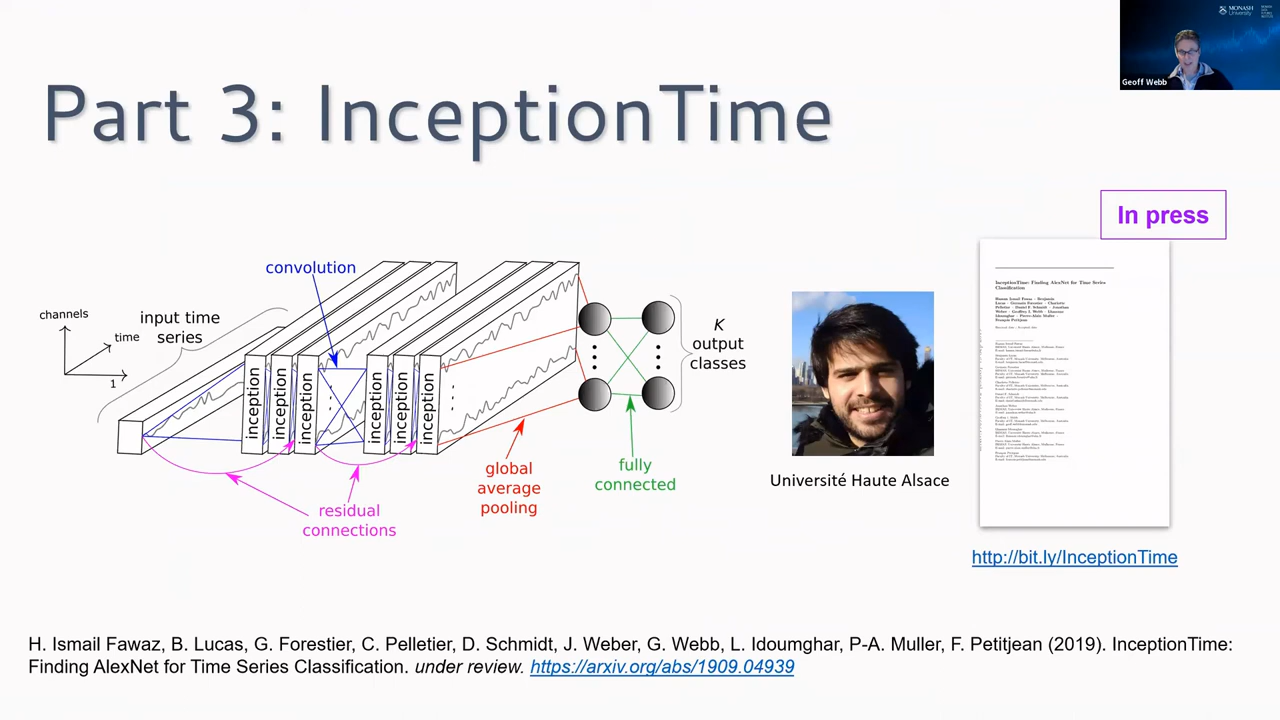 MONASH
University
Geoff Webb
Part 3: InceptionTime
In press
convolution
channels
time
1
input time
series
inception
inception
inception
inception
inception
inception
K
output
classes
global
average
pooling
fully
connected
residual
connections
Université Haute Alsace
InceptionTime: Finding AlexNet for Time Series
Classification
http://bit.ly/InceptionTime
H. Ismail Fawaz, B. Lucas, G. Forestier, C. Pelletier, D. Schmidt, J. Weber, G. Webb, L. Idoumghar, P-A. Muller, F. Petitjean (2019). InceptionTime:
Finding AlexNet for Time Series Classification. under review. https://arxiv.org/abs/1909.04939